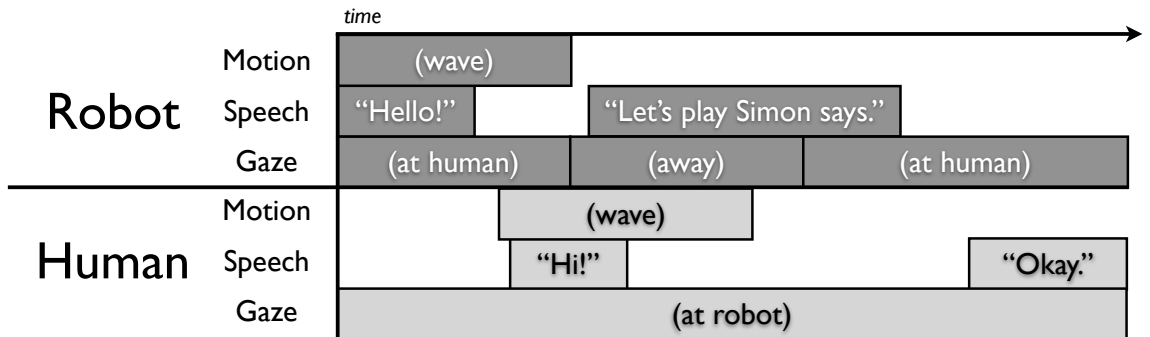 time
Robot
Motion (wave)
Speech “Hello!” “Let’s play Simon says.”
Gaze (at human) (away) (at human)
Human
Motion (wave)
Speech “Hi!” “Okay.”
Gaze (at robot)